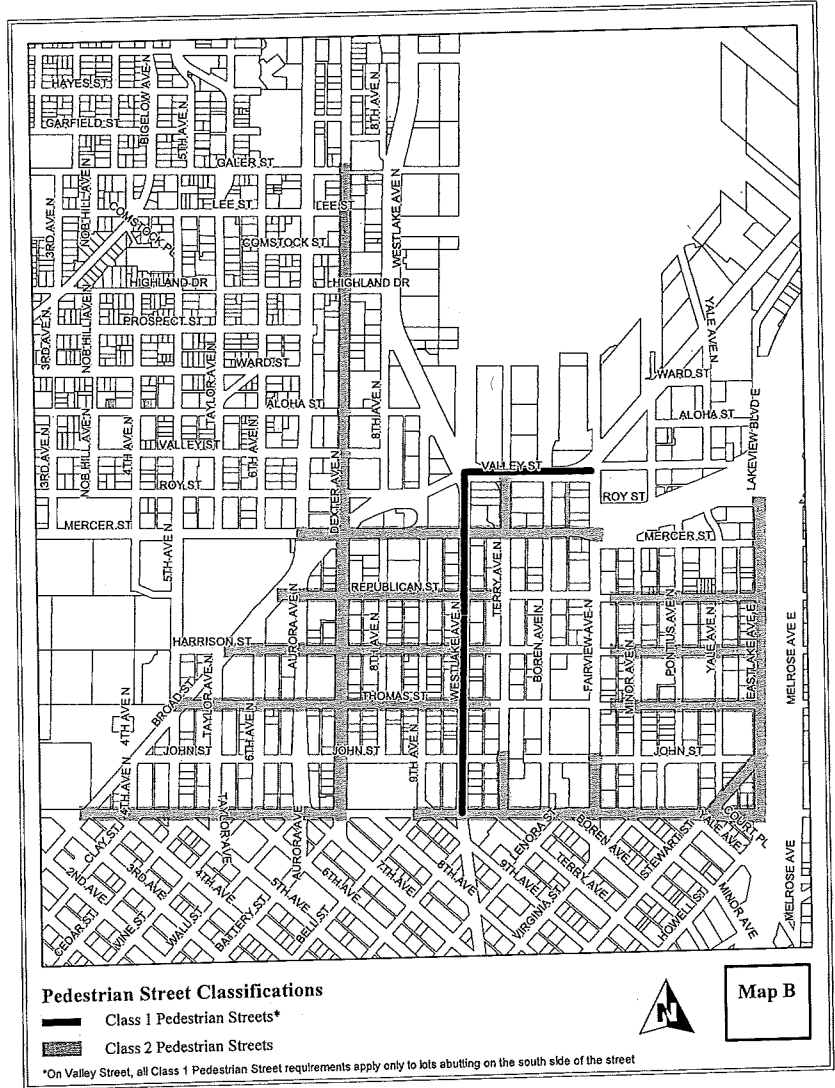 HAYES ST
BIGELOW AVE N
5TH AVE N
8TH AVE N
GARFIELD ST
GALER ST
WESTLAKE AVE N
3RD AVE N
NOB HILL AVE N
LEE ST
LEE ST
COMSTOCK PL
COMSTOCK ST
HIGHLAND DR
HIGHLAND DR
PROSPECT ST
YALE AVE N
3RD AVE N
NOB HILL AVE N
TAYLOR AVE N
WARD ST
WARD ST
ALOHA ST
8TH AVE N
ALOHA ST
LAKEVIEW BLVD E
3RD AVE N
NOB HILL AVE N
4TH AVE N
VALLEY ST
6TH AVE N
VALLEY ST
ROY ST
DEXTER AVE N
ROY ST
MERCER ST
MERCER ST
5TH AVE N
TERRY AVE N
REPUBLICAN ST
AURORA AVE N
HARRISON ST
8TH AVE N
WESTLAKE AVE N
BOREN AVE N
FAIRVIEW AVE N
MINOR AVE N
PONTIUS AVE N
YALE AVE N
EASTLAKE AVE E
MELROSE AVE E
BROAD ST
TAYLOR AVE N
THOMAS ST
4TH AVE N
6TH AVE N
JOHN ST
JOHN ST
9TH AVE N
JOHN ST
4TH AVE N
TAYLOR AVE
AURORA AVE
CLAY ST
LENORA ST
BOREN AVE
STEWART ST
YALE AVE
COURT PL
2ND AVE
3RD AVE
4TH AVE
5TH AVE
6TH AVE
7TH AVE
8TH AVE
9TH AVE
TERRY AVE
MINOR AVE
MELROSE AVE
CEDAR ST
VINE ST
WALL ST
BATTERY ST
BELL ST
VIRGINIA ST
HOWELL ST
Pedestrian Street Classifications
Class 1 Pedestrian Streets*
Class 2 Pedestrian Streets
N
Map B
*On Valley Street, all Class 1 Pedestrian Street requirements apply only to lots abutting on the south side of the street